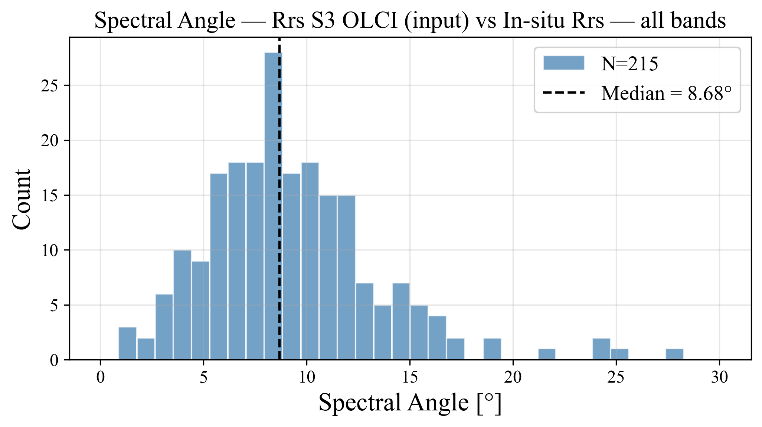 Spectral Angle — Rrs S3 OLCI (input) vs In-situ Rrs — all bands
N=215
Median = 8.68°
Count
25
20
15
10
5
0
0 5 10 15 20 25 30
Spectral Angle [°]